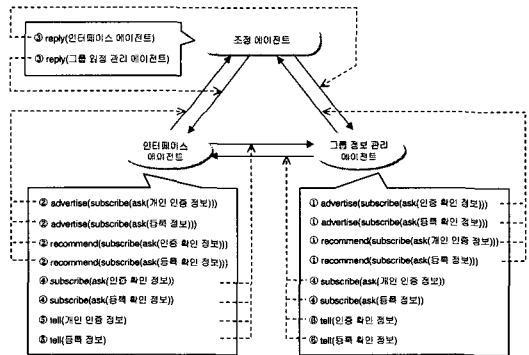 ③ reply(인터페이스 에이전트)
③ reply(그룹 일정 관리 에이전트)
조정 에이전트
인터페이스
에이전트
그룹 정보 관리
에이전트
② advertise(subscribe(ask(개인 인증 정보)))
② advertise(subscribe(ask(등록 정보)))
② recommend(subscribe(ask(인증 확인 정보)))
② recommend(subscribe(ask(등록 확인 정보)))
④ subscribe(ask(인증 확인 정보))
④ subscribe(ask(등록 확인 정보))
⑤ tell(개인 인증 정보)
⑤ tell(등록 정보)
① advertise(subscribe(ask(인증 확인 정보)))
① advertise(subscribe(ask(등록 확인 정보)))
① recommend(subscribe(ask(개인 인증 정보)))
① recommend(subscribe(ask(등록 확인 정보)))
④ subscribe(ask(개인 인증 정보))
④ subscribe(ask(등록 정보))
⑥ tell(인증 확인 정보)
⑥ tell(등록 확인 정보)